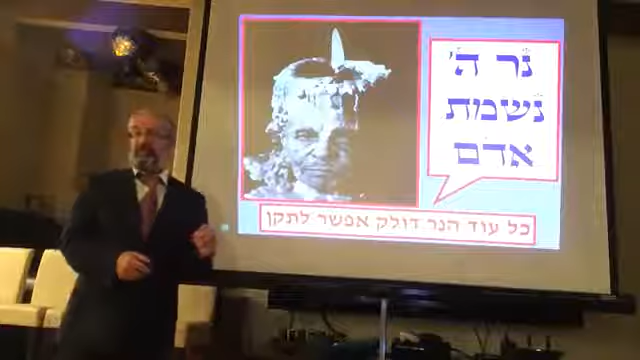 נר ה'
נשמת
אדם
כל עוד הנר דולק אפשר לתקן